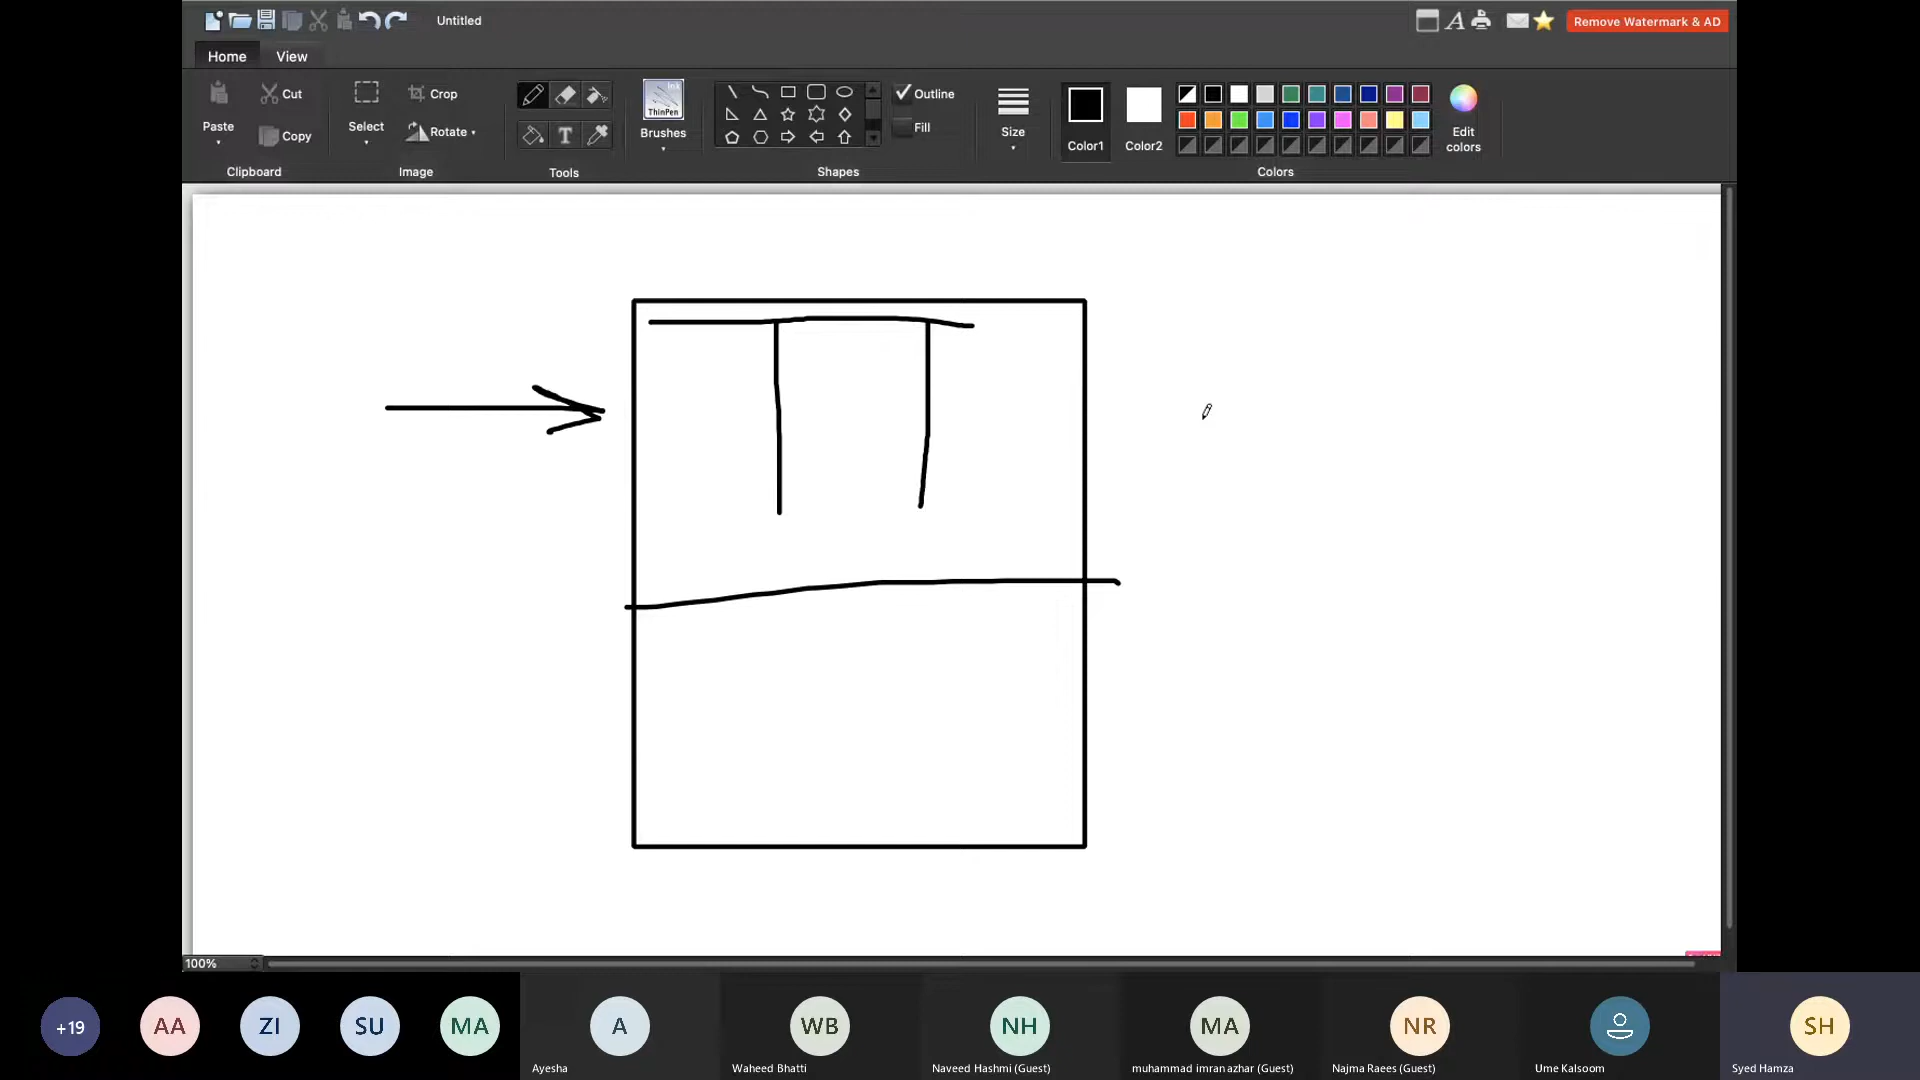 Untitled
A
Remove Watermark & AD
Home View
Paste
Cut
Copy
Clipboard
Select
Crop
Rotate
Image
T
Tools
Ink
ThinPen
Brushes
Outline
Fill
Shapes
Size
Color1
Color2
Edit
colors
Colors
100%
+19
AA
ZI
SU
MA
A
WB
NH
MA
NR
SH
Ayesha
Waheed Bhatti
Naveed Hashmi (Guest)
muhammad imran azhar (Guest)
Najma Raees (Guest)
Ume Kalsoom
Syed Hamza